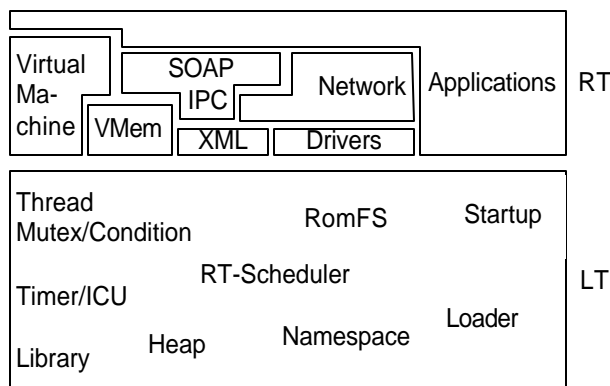 Virtual
Ma-
chine
VMem
SOAP
IPC
XML
Network
Drivers
Applications
RT
Thread
Mutex/Condition
RomFS
Startup
RT-Scheduler
Timer/ICU
Loader
Namespace
Heap
Library
LT